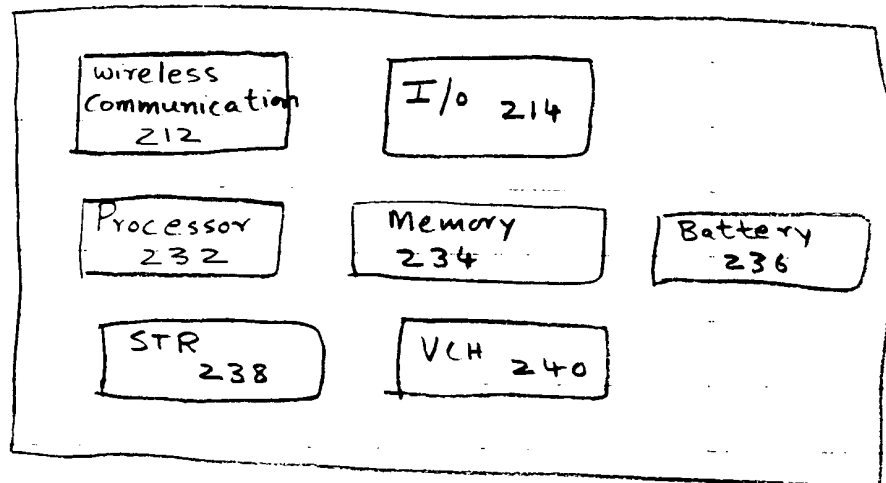 Wireless
Communication
212
I/O 214
Processor
232
Memory
234
Battery
236
STR
238
VCH
240